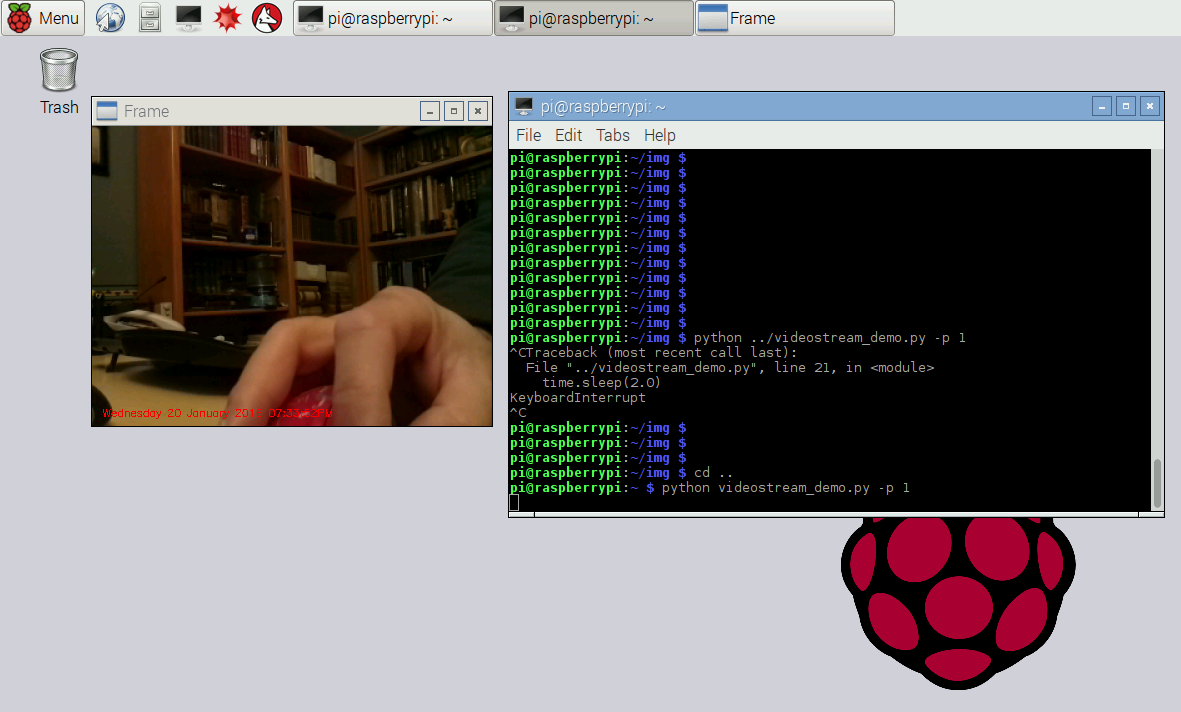 Menu
pi@raspberrypi: ~
pi@raspberrypi: ~
Frame
Trash
Frame
Wednesday 20 January 2016 07:33:52PM
pi@raspberrypi: ~
File Edit Tabs Help
pi@raspberrypi:~/img $
pi@raspberrypi:~/img $
pi@raspberrypi:~/img $
pi@raspberrypi:~/img $
pi@raspberrypi:~/img $
pi@raspberrypi:~/img $
pi@raspberrypi:~/img $
pi@raspberrypi:~/img $
pi@raspberrypi:~/img $
pi@raspberrypi:~/img $
pi@raspberrypi:~/img $
pi@raspberrypi:~/img $
pi@raspberrypi:~/img $ python ../videostream_demo.py -p 1
^CTraceback (most recent call last):
  File "../videostream_demo.py", line 21, in <module>
    time.sleep(2.0)
KeyboardInterrupt
^C
pi@raspberrypi:~/img $
pi@raspberrypi:~/img $
pi@raspberrypi:~/img $
pi@raspberrypi:~/img $ cd ..
pi@raspberrypi:~ $ python videostream_demo.py -p 1